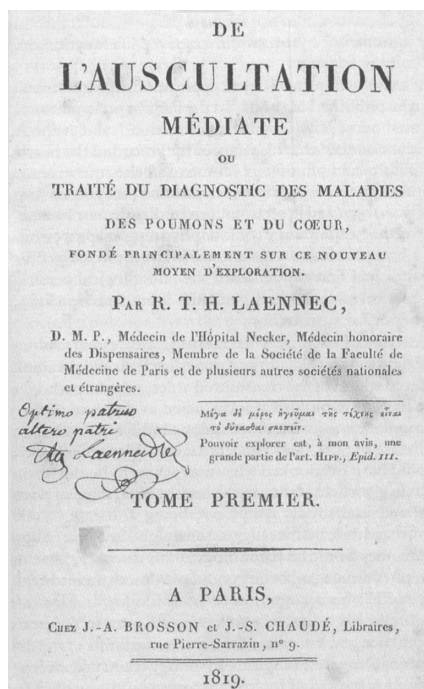 DE
L'AUSCULTATION
MÉDIATE
OU
TRAITÉ DU DIAGNOSTIC DES MALADIES
DES POUMONS ET DU CŒUR,
FONDÉ PRINCIPALEMENT SUR CE NOUVEAU
MOYEN D'EXPLORATION.
PAR R. T. H. LAENNEC,
D. M. P., Médecin de l'Hôpital Necker, Médecin honoraire
des Dispensaires, Membre de la Société de la Faculté de
Médecine de Paris et de plusieurs autres sociétés nationales
et étrangères.
Optimo patruo
altero patri
Laennec
Μέγα δὲ μέρος ἡγεῦμαι τῆς τέχνης εἶναι
τὸ δύνασθαι σκοπεῖν.
Pouvoir explorer est, à mon avis, une
grande partie de l'art. HIPP., Epid. III.
TOME PREMIER.
A PARIS,
CHEZ J.-A. BROSSON et J.-S. CHAUDÉ, Libraires,
rue Pierre-Sarrazin, nº 9.
1819.